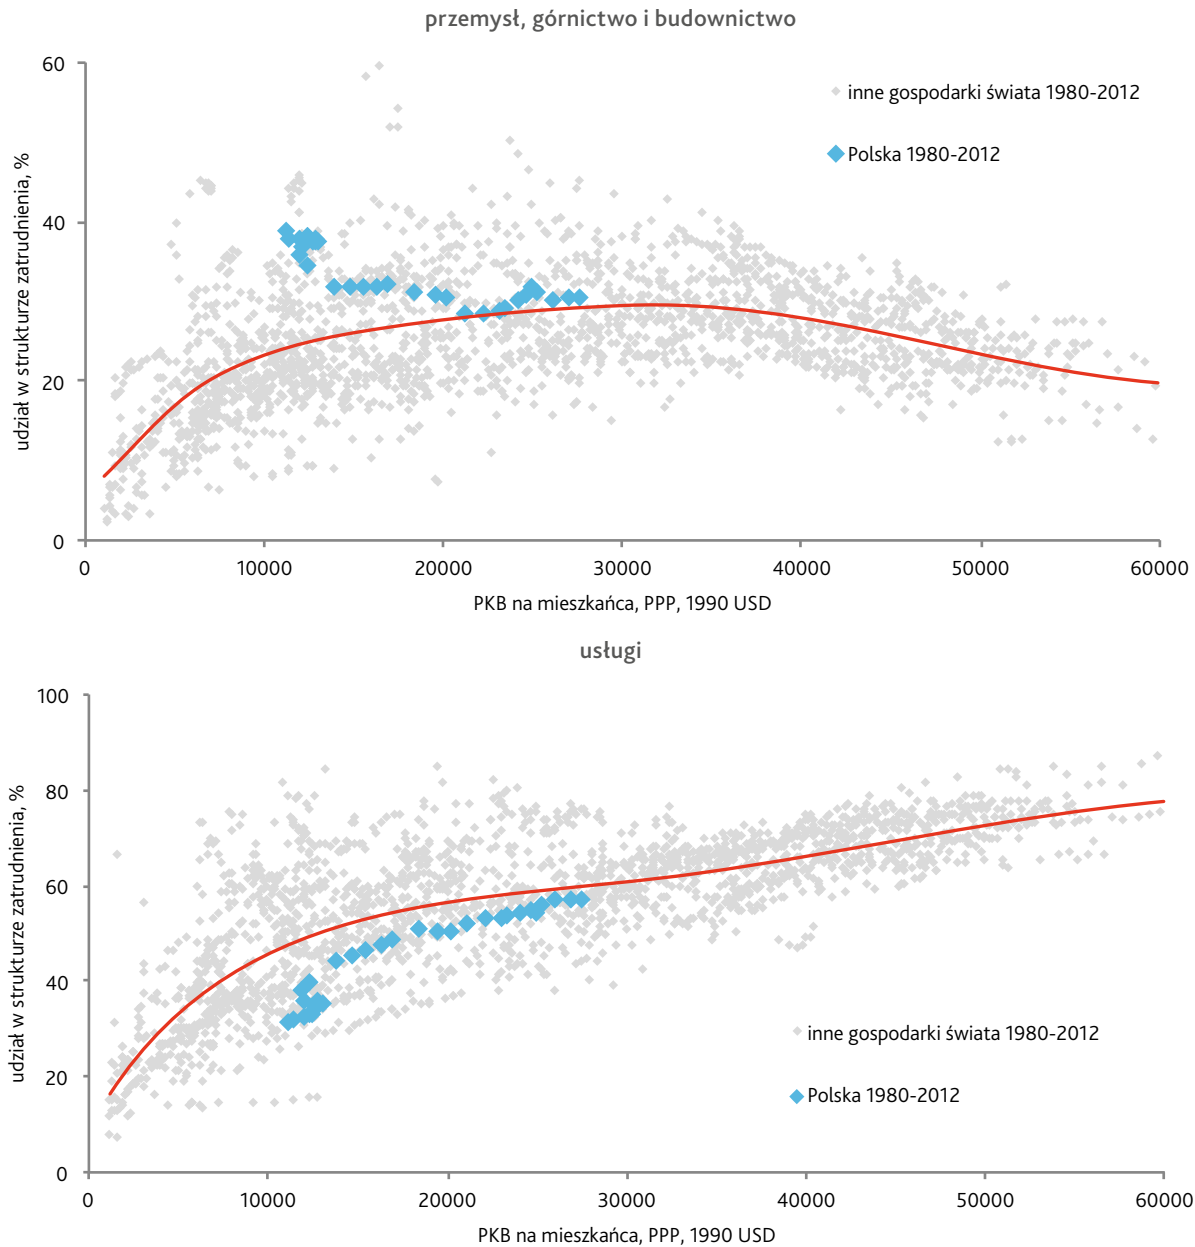 przemysł, górnictwo i budownictwo
60
40
20
0
udział w strukturze zatrudnienia, %
inne gospodarki świata 1980-2012
Polska 1980-2012
0 10000 20000 30000 40000 50000 60000
PKB na mieszkańca, PPP, 1990 USD
usługi
100
80
60
40
20
0
udział w strukturze zatrudnienia, %
inne gospodarki świata 1980-2012
Polska 1980-2012
0 10000 20000 30000 40000 50000 60000
PKB na mieszkańca, PPP, 1990 USD